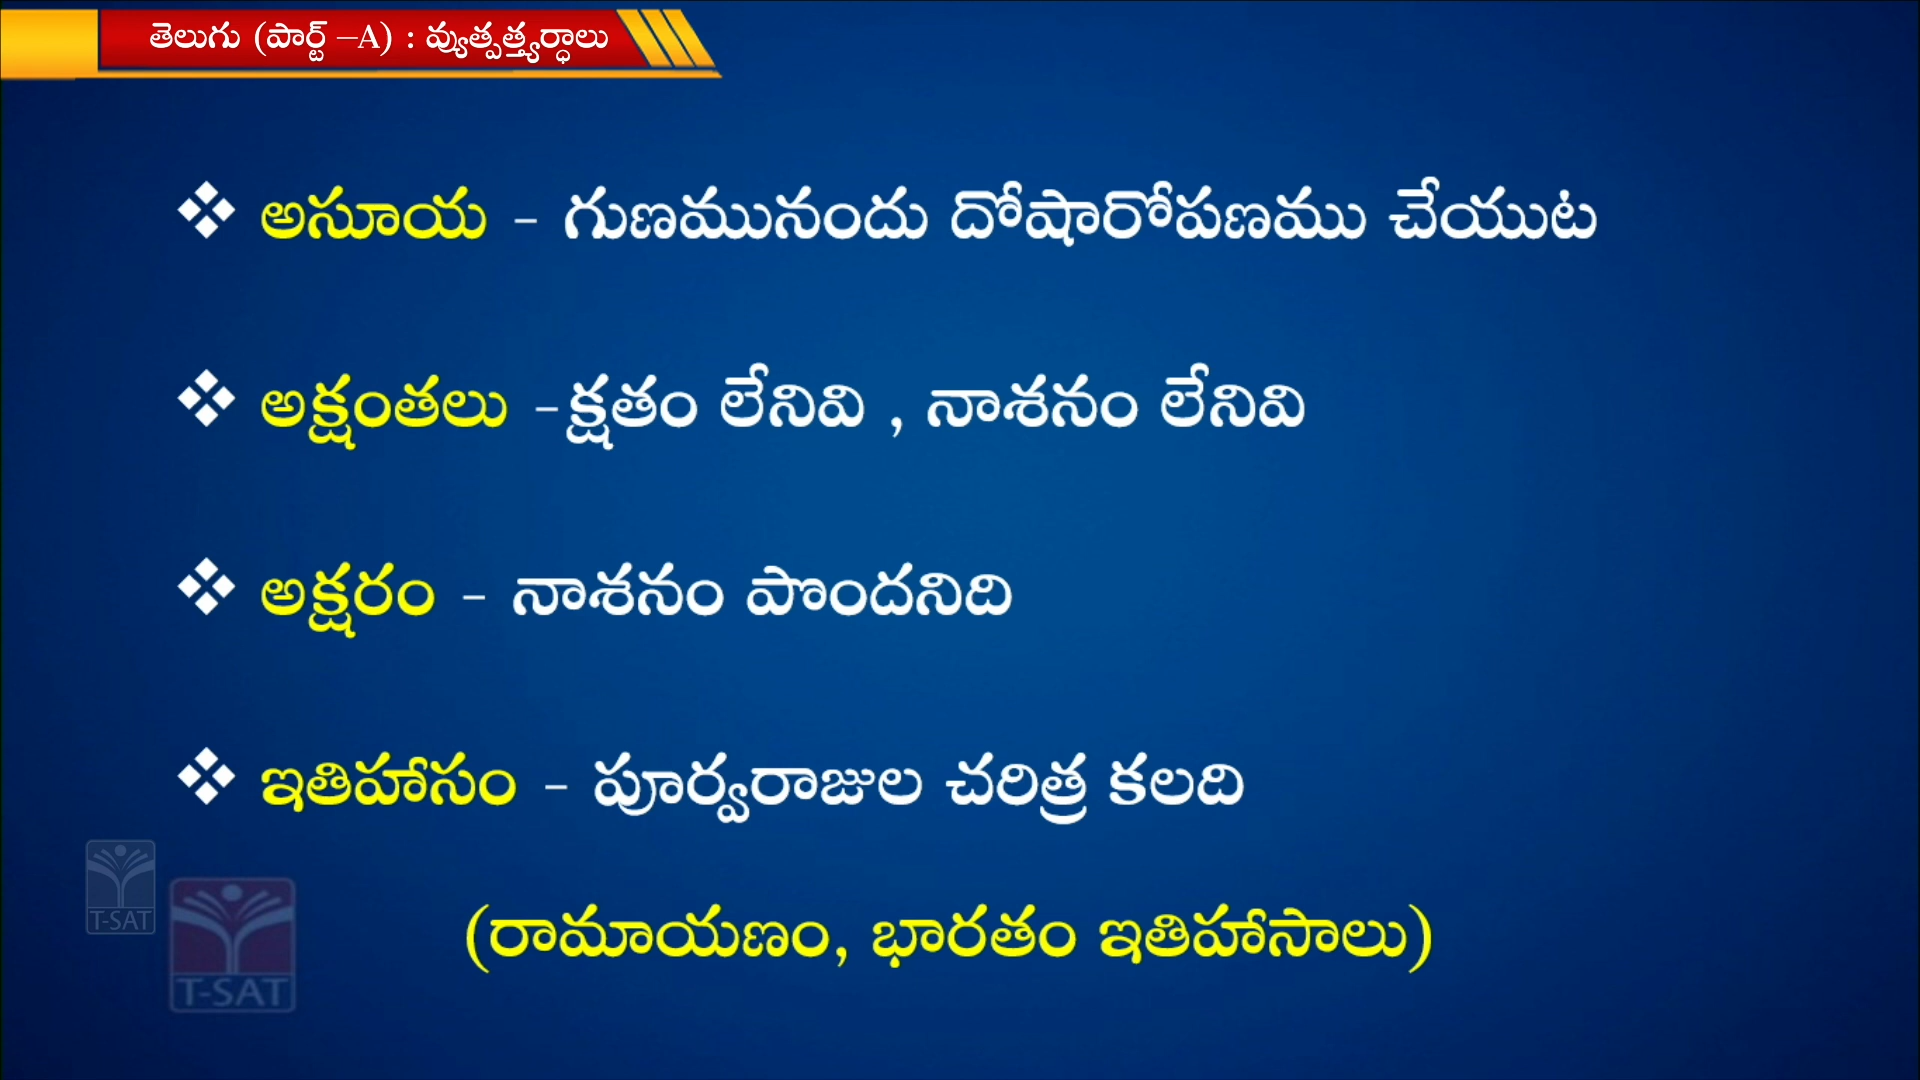 తెలుగు (పార్ట్ –A) : వ్యుత్పత్త్యర్థాలు
❖ అసూయ - గుణమునందు దోషారోపణము చేయుట
❖ అక్షంతలు -క్షతం లేనివి , నాశనం లేనివి
❖ అక్షరం - నాశనం పొందనిది
❖ ఇతిహాసం - పూర్వరాజుల చరిత్ర కలది
(రామాయణం, భారతం ఇతిహాసాలు)
T-SAT
T-SAT